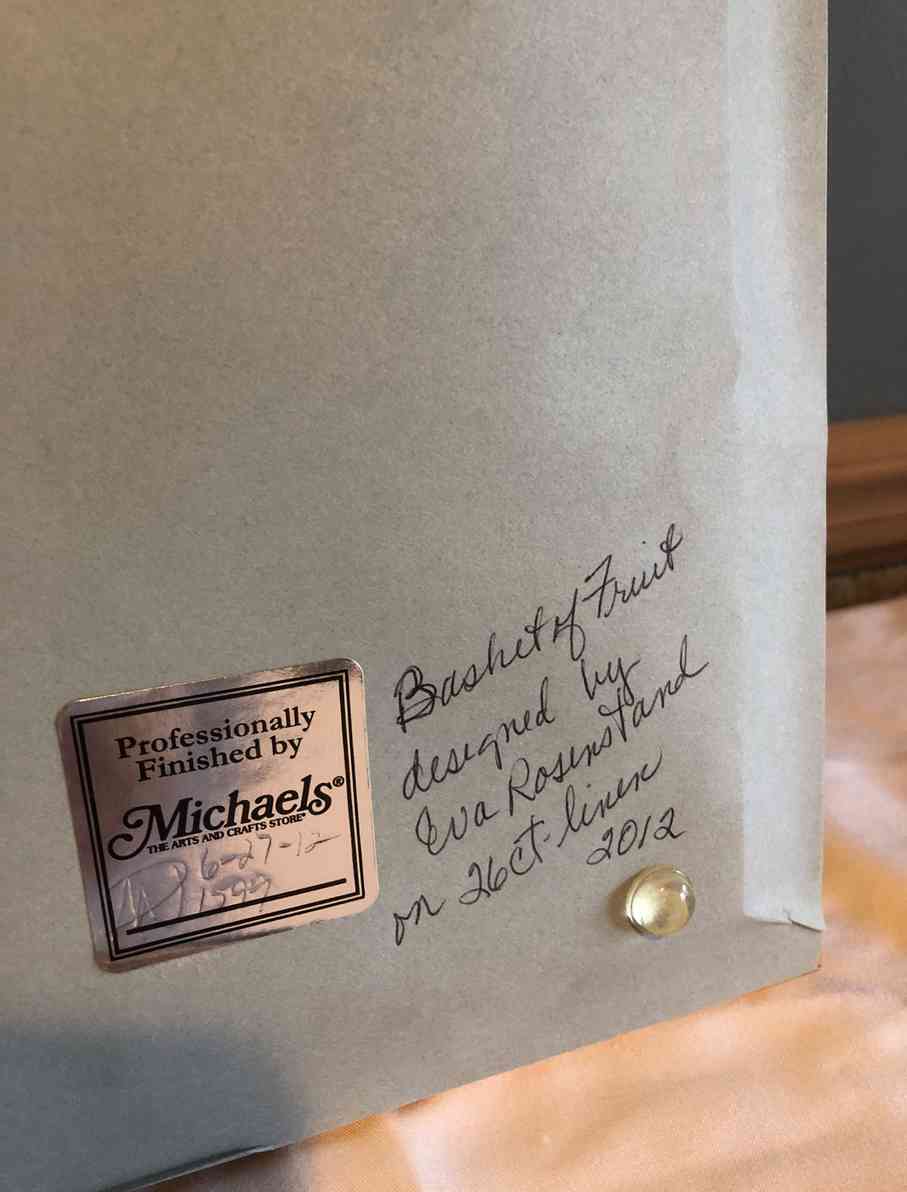 Professionally
Finished by
Michaels®
THE ARTS AND CRAFTS STORE®
6-27-12
1999
Basket of Fruit
designed by
Eva Rosenstand
on 26ct linen
2012